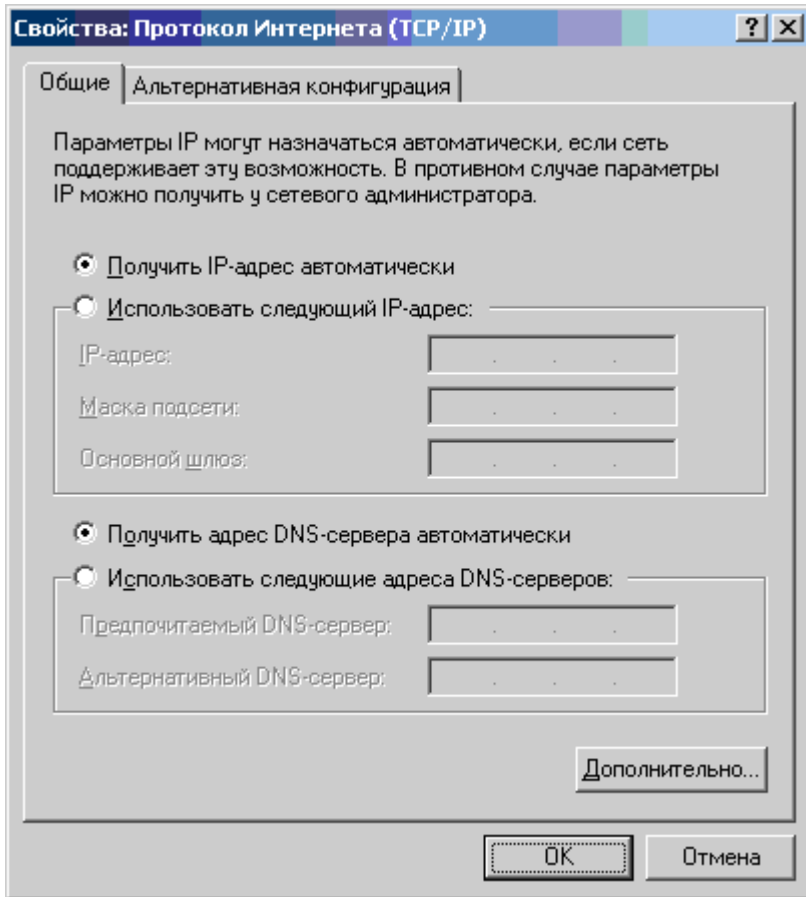 Свойства: Протокол Интернета (TCP/IP)
Общие
Альтернативная конфигурация
Параметры IP могут назначаться автоматически, если сеть
поддерживает эту возможность. В противном случае параметры
IP можно получить у сетевого администратора.
Получить IP-адрес автоматически
Использовать следующий IP-адрес:
IP-адрес:
Маска подсети:
Основной шлюз:
Получить адрес DNS-сервера автоматически
Использовать следующие адреса DNS-серверов:
Предпочитаемый DNS-сервер:
Альтернативный DNS-сервер:
Дополнительно...
OK
Отмена